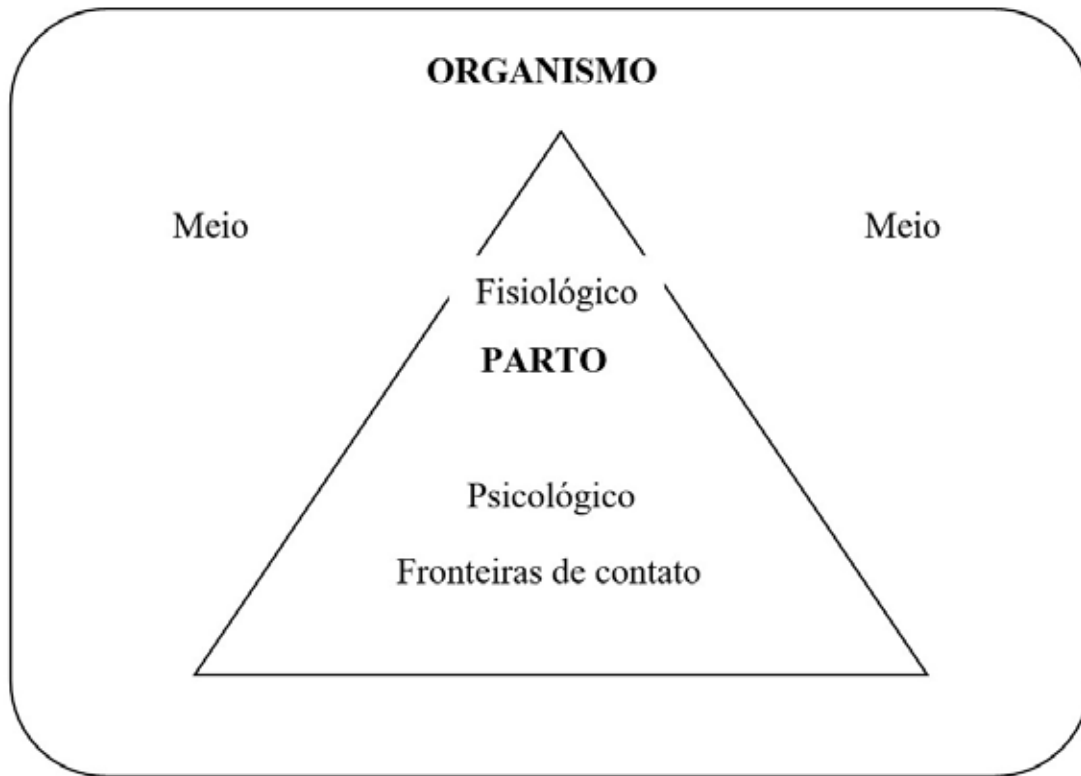 ORGANISMO
Meio Meio
Fisiológico
PARTO
Psicológico
Fronteiras de contato